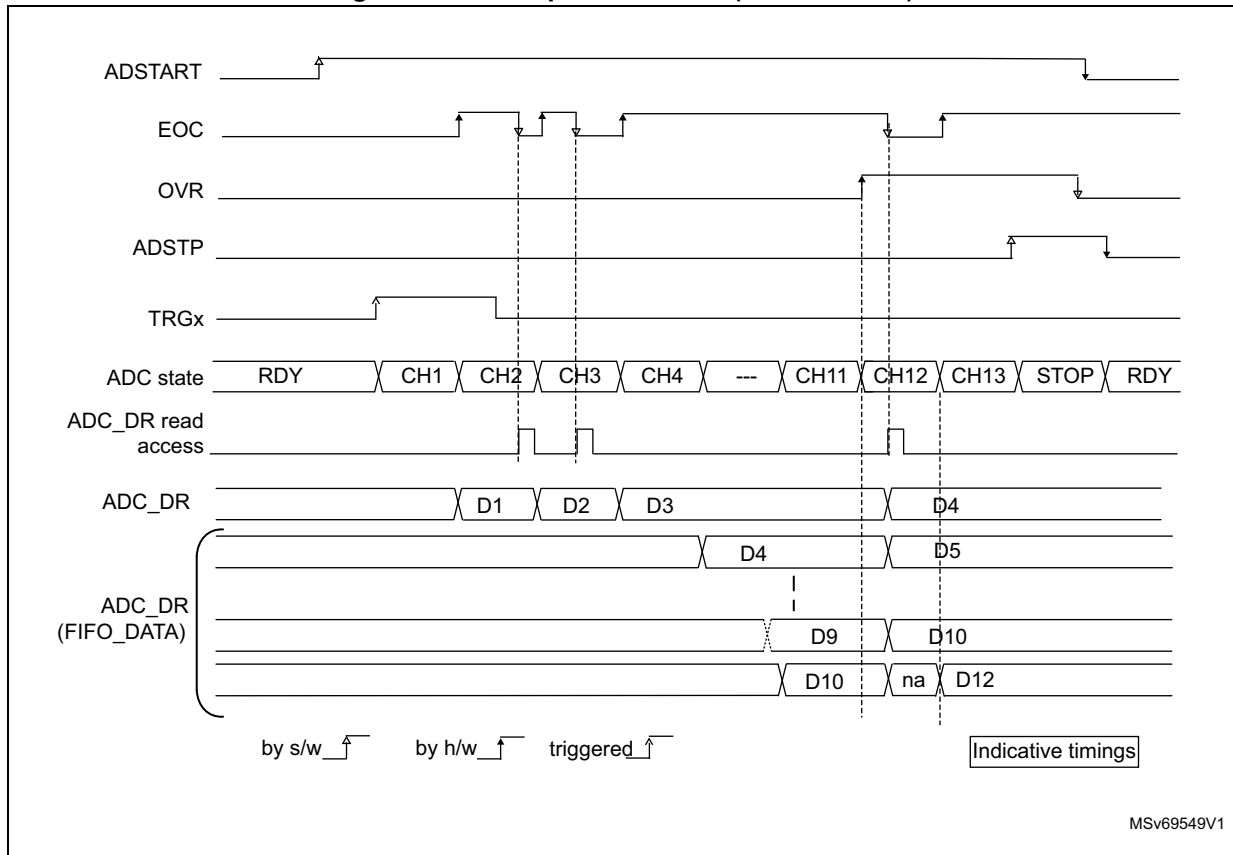 ADSTART
EOC
OVR
ADSTP
TRGx
ADC state RDY CH1 CH2 CH3 CH4 --- CH11 CH12 CH13 STOP RDY
ADC_DR read
access
ADC_DR D1 D2 D3 D4
D4 D5
ADC_DR
(FIFO_DATA)
D9 D10
D10 na D12
by s/w by h/w triggered Indicative timings
MSv69549V1